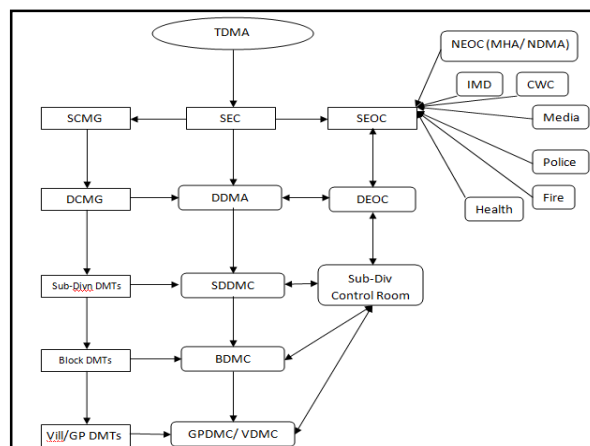 TDMA
NEOC (MHA/ NDMA)
IMD
CWC
SCMG
SEC
SEOC
Media
Police
Fire
Health
DCMG
DDMA
DEOC
Sub-Divn DMTs
SDDMC
Sub-Div
Control Room
Block DMTs
BDMC
Vill/GP DMTs
GPDMC/ VDMC